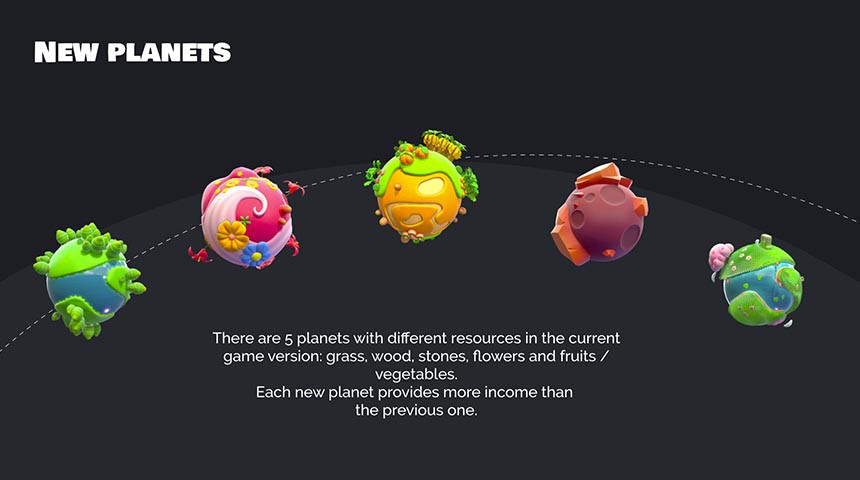 New planets
There are 5 planets with different resources in the current
game version: grass, wood, stones, flowers and fruits /
vegetables.
Each new planet provides more income than
the previous one.